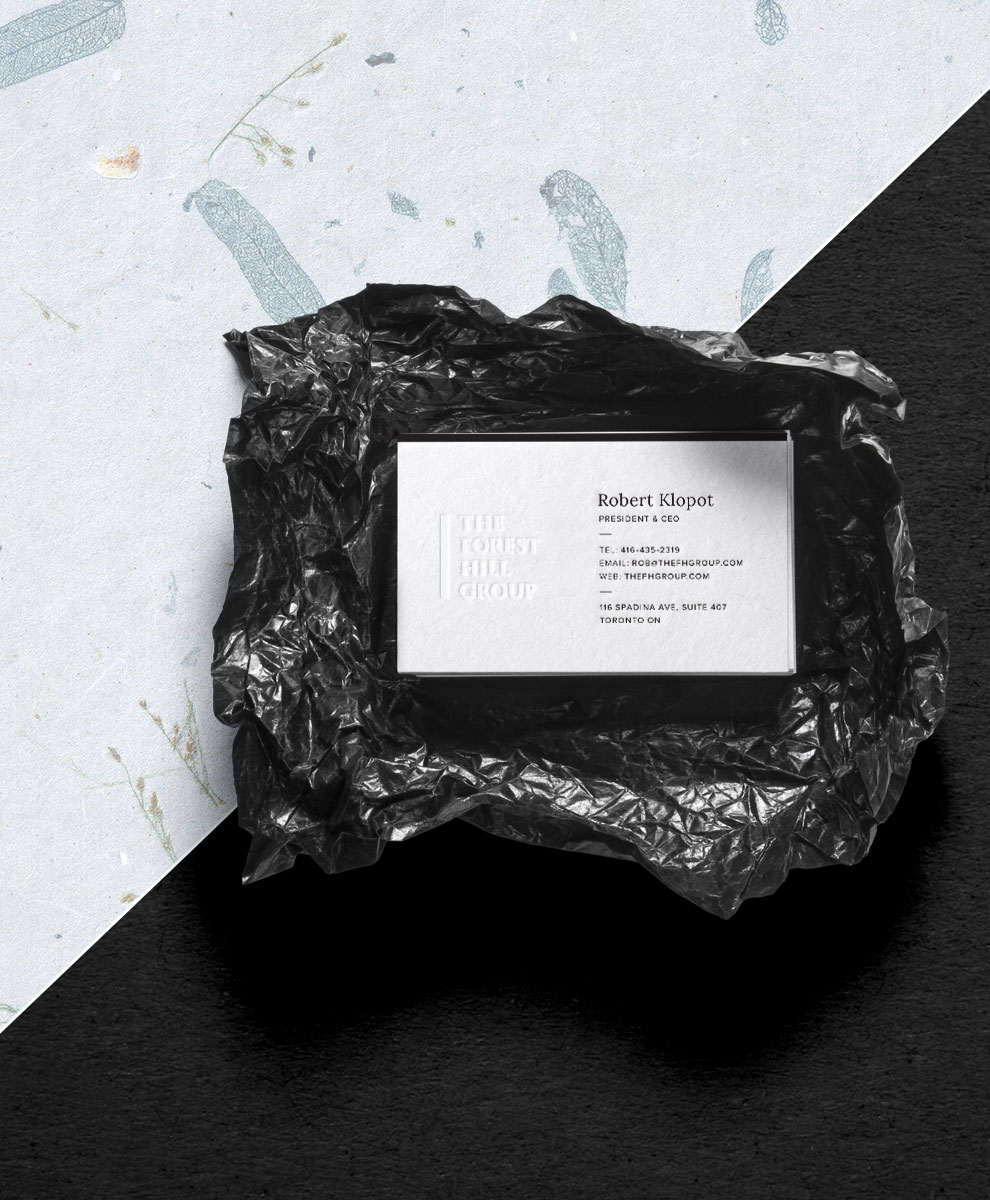 THE
FOREST
HILL
GROUP
Robert Klopot
PRESIDENT & CEO
TEL: 416-435-2319
EMAIL: ROB@THEFHGROUP.COM
WEB: THEFHGROUP.COM
116 SPADINA AVE, SUITE 407
TORONTO ON